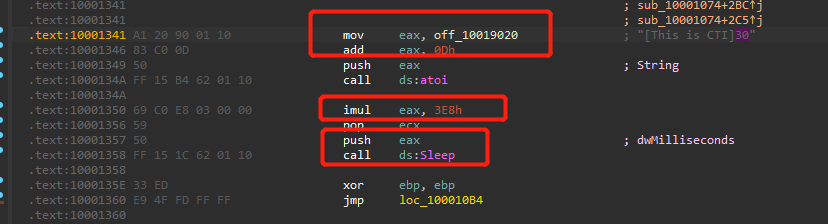 .text:10001341 ; sub_10001074+2BC↑j
.text:10001341 ; sub_10001074+2C5↑j
.text:10001341 A1 20 90 01 10 mov eax, off_10019020 ; "[This is CTI]30"
.text:10001346 83 C0 0D add eax, 0Dh
.text:10001349 50 push eax ; String
.text:1000134A FF 15 B4 62 01 10 call ds:atoi
.text:1000134A
.text:10001350 69 C0 E8 03 00 00 imul eax, 3E8h
.text:10001356 59 pop ecx
.text:10001357 50 push eax ; dwMilliseconds
.text:10001358 FF 15 1C 62 01 10 call ds:Sleep
.text:10001358
.text:1000135E 33 ED xor ebp, ebp
.text:10001360 E9 4F FD FF FF jmp loc_100010B4
.text:10001360